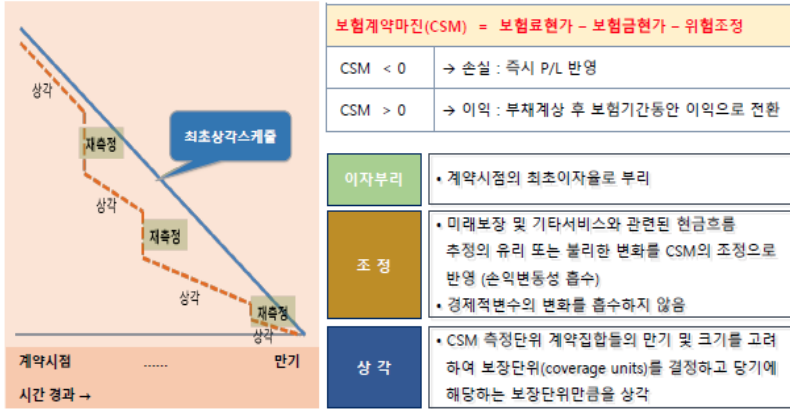 상각
재측정
최초상각스케줄
상각
재측정
상각
재측정
상각
계약시점 ...... 만기
시간 경과 →
보험계약마진(CSM) = 보험료현가 – 보험금현가 – 위험조정
CSM < 0 → 손실 : 즉시 P/L 반영
CSM > 0 → 이익 : 부채계상 후 보험기간동안 이익으로 전환
이자부리
• 계약시점의 최초이자율로 부리
조 정
• 미래보장 및 기타서비스와 관련된 현금흐름
추정의 유리 또는 불리한 변화를 CSM의 조정으로
반영 (손익변동성 흡수)
• 경제적변수의 변화를 흡수하지 않음
상 각
• CSM 측정단위 계약집합들의 만기 및 크기를 고려
하여 보장단위(coverage units)를 결정하고 당기에
해당하는 보장단위만큼을 상각